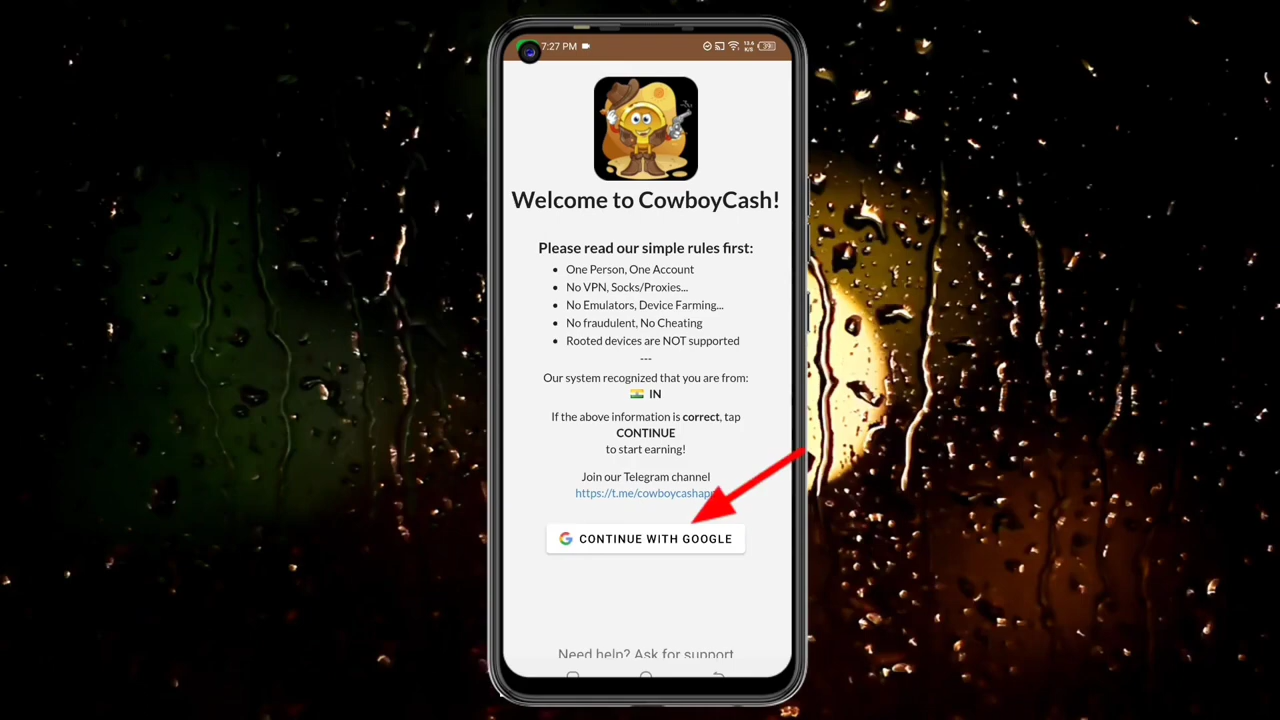 7:27 PM
13.6
K/S
Welcome to CowboyCash!
Please read our simple rules first:
• One Person, One Account
• No VPN, Socks/Proxies...
• No Emulators, Device Farming...
• No fraudulent, No Cheating
• Rooted devices are NOT supported
---
Our system recognized that you are from:
IN
If the above information is correct, tap
CONTINUE
to start earning!
Join our Telegram channel
https://t.me/cowboycashapp
CONTINUE WITH GOOGLE
Need help? Ask for support